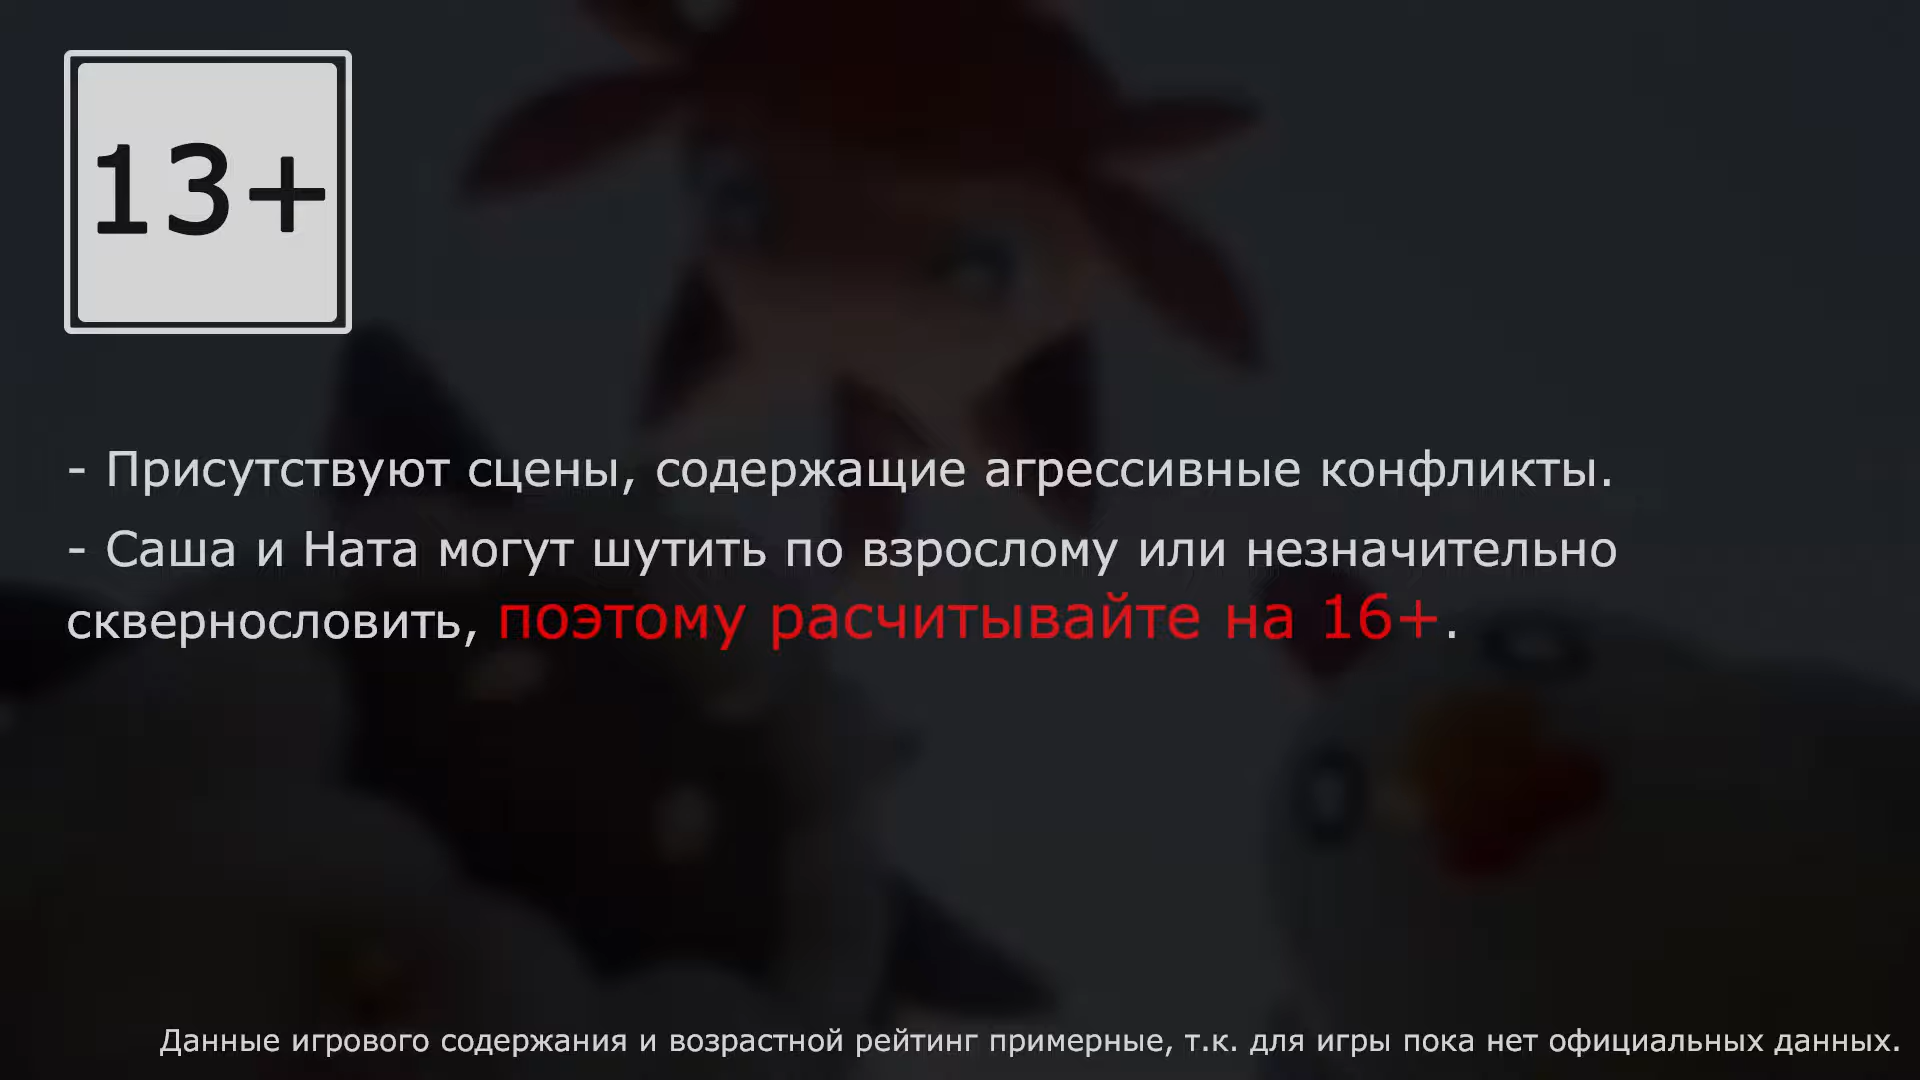 13+
- Присутствуют сцены, содержащие агрессивные конфликты.
- Саша и Ната могут шутить по взрослому или незначительно
сквернословить, поэтому расчитывайте на 16+.
Данные игрового содержания и возрастной рейтинг примерные, т.к. для игры пока нет официальных данных.